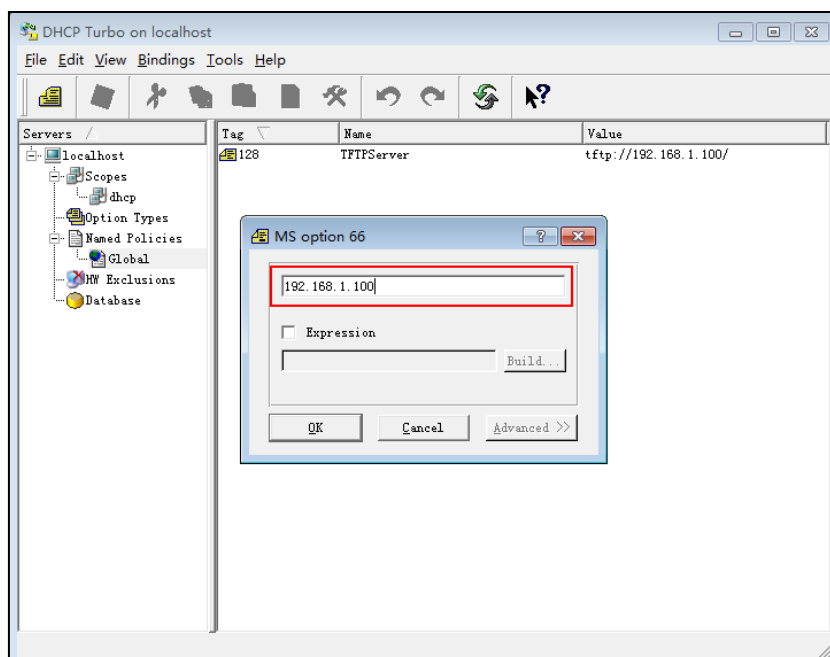 DHCP Turbo on localhost
File Edit View Bindings Tools Help
Servers
Tag Name Value
localhost
128 TFTPServer tftp://192.168.1.100/
Scopes
dhcp
Option Types
Named Policies
Global
HW Exclusions
Database
MS option 66
192.168.1.100
Expression
Build...
OK Cancel Advanced >>